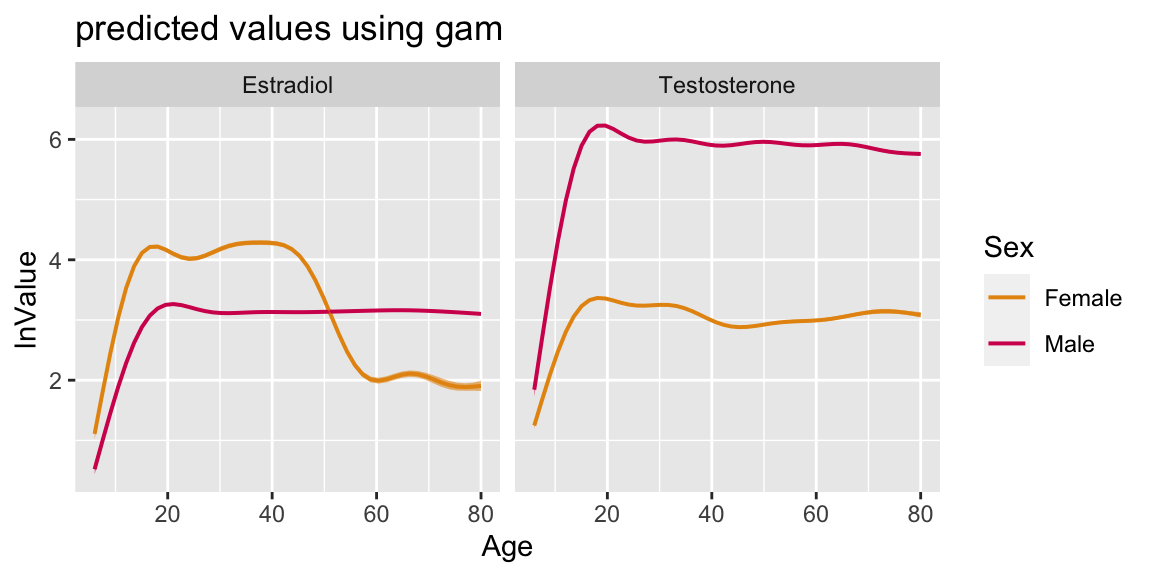 predicted values using gam
Estradiol
Testosterone
lnValue
6
4
2
20 40 60 80
20 40 60 80
Age
Sex
Female
Male